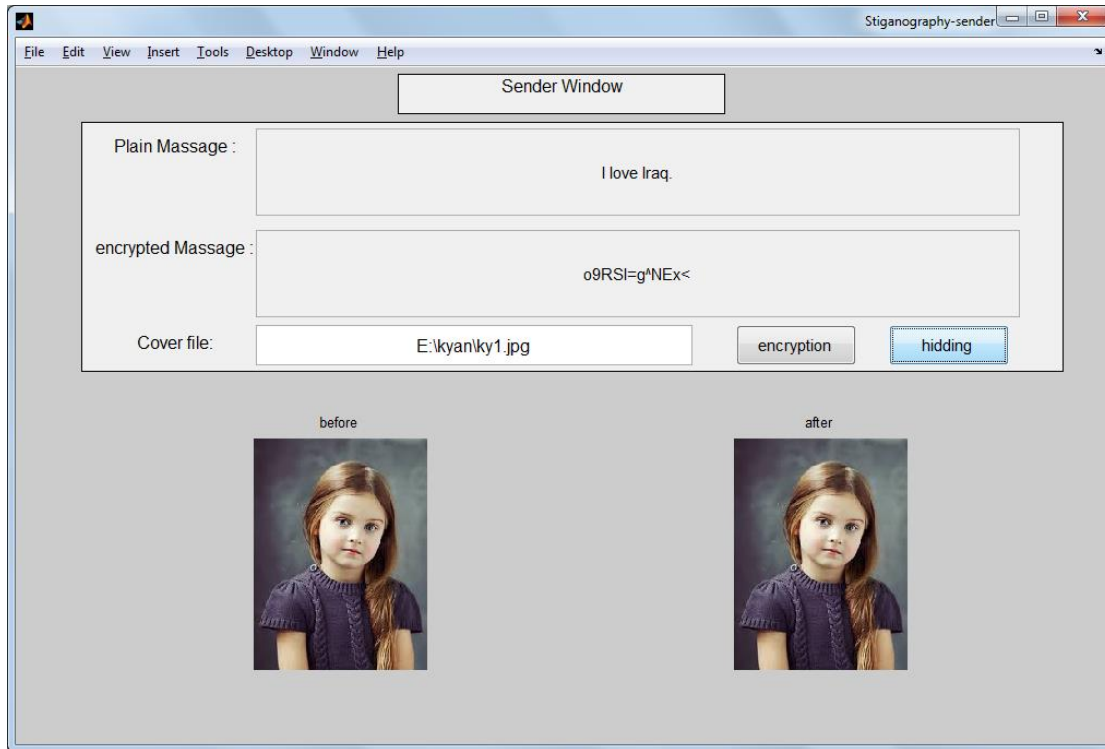 Stiganography-sender
File Edit View Insert Tools Desktop Window Help
Sender Window
Plain Massage :
I love Iraq.
encrypted Massage :
o9RSl=g^NEx<
Cover file:
E:\kyan\ky1.jpg
encryption
hidding
before
after